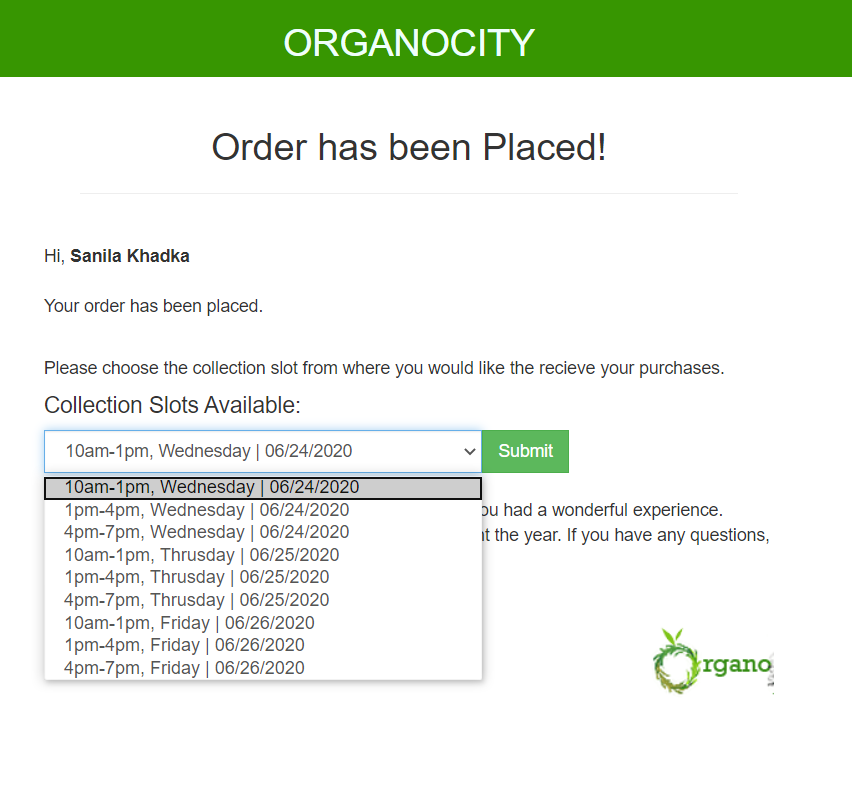 ORGANOCITY
Order has been Placed!
Hi, Sanila Khadka
Your order has been placed.
Please choose the collection slot from where you would like the recieve your purchases.
Collection Slots Available:
10am-1pm, Wednesday | 06/24/2020
Submit
10am-1pm, Wednesday | 06/24/2020
1pm-4pm, Wednesday | 06/24/2020
4pm-7pm, Wednesday | 06/24/2020
10am-1pm, Thrusday | 06/25/2020
1pm-4pm, Thrusday | 06/25/2020
4pm-7pm, Thrusday | 06/25/2020
10am-1pm, Friday | 06/26/2020
1pm-4pm, Friday | 06/26/2020
4pm-7pm, Friday | 06/26/2020
had a wonderful experience.
the year. If you have any questions,
Organo